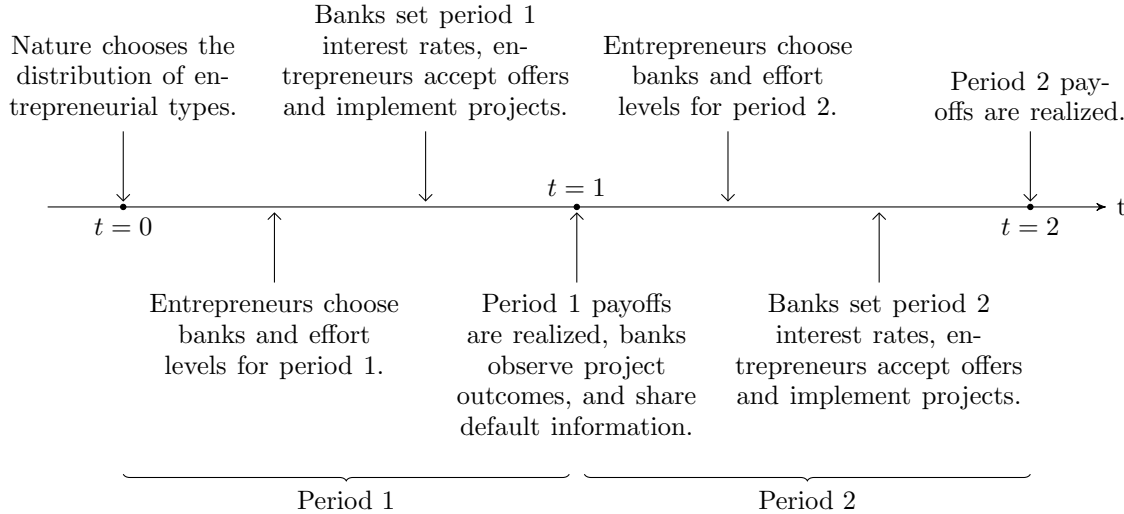 Nature chooses the
distribution of en-
trepreneurial types.
Banks set period 1
interest rates, en-
trepreneurs accept offers
and implement projects.
Entrepreneurs choose
banks and effort
levels for period 2.
Period 2 pay-
offs are realized.
t = 0
t = 1
t = 2
t
Entrepreneurs choose
banks and effort
levels for period 1.
Period 1 payoffs
are realized, banks
observe project
outcomes, and share
default information.
Banks set period 2
interest rates, en-
trepreneurs accept offers
and implement projects.
Period 1
Period 2